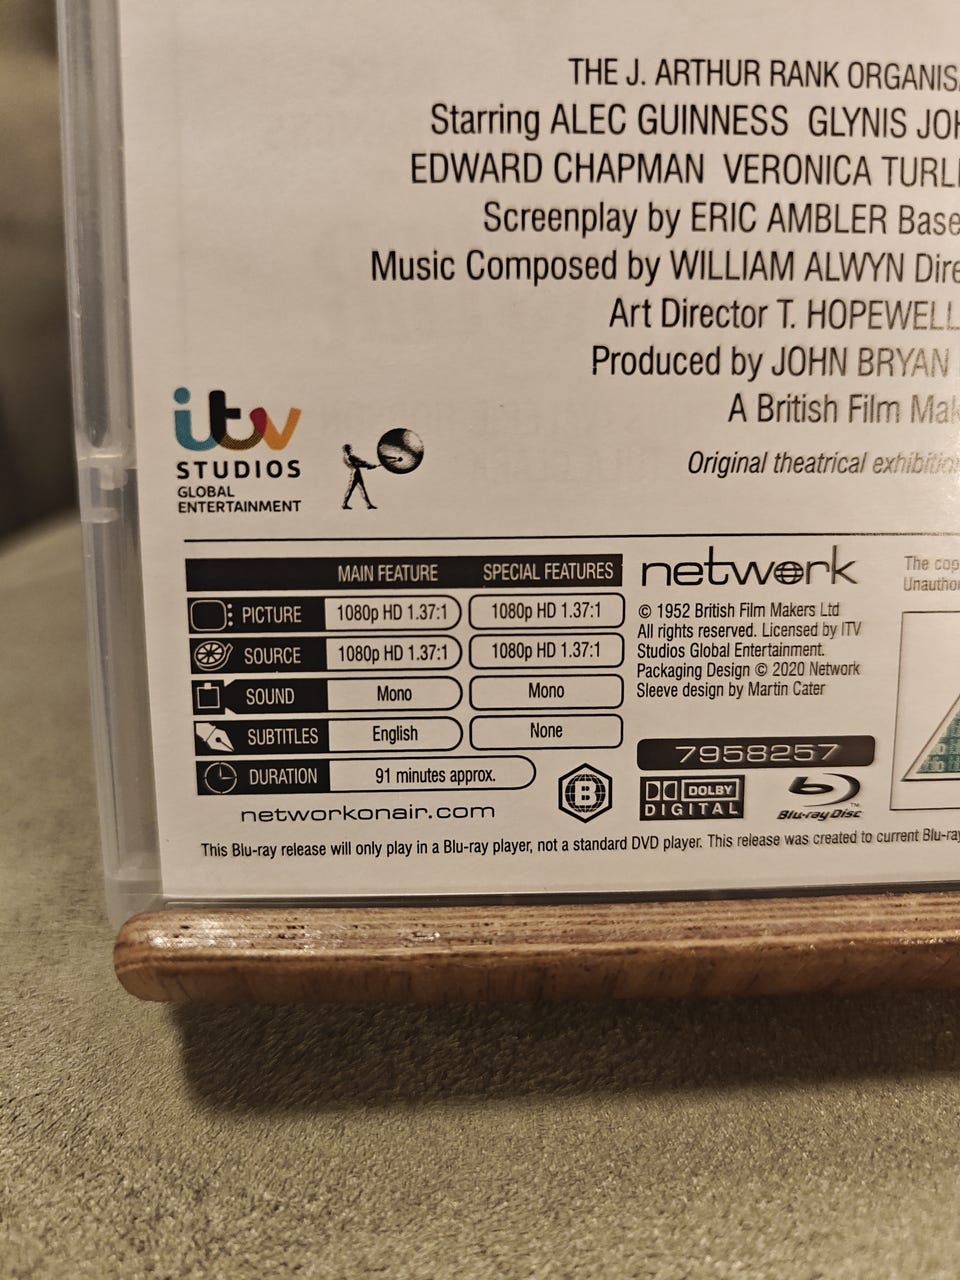 THE J. ARTHUR RANK ORGANIS
Starring ALEC GUINNESS GLYNIS JOH
EDWARD CHAPMAN VERONICA TURL
Screenplay by ERIC AMBLER Base
Music Composed by WILLIAM ALWYN Dire
Art Director T. HOPEWELL
Produced by JOHN BRYAN
A British Film Mak
Original theatrical exhibitio
itv
STUDIOS
GLOBAL
ENTERTAINMENT
MAIN FEATURE SPECIAL FEATURES
PICTURE 1080p HD 1.37:1 1080p HD 1.37:1
SOURCE 1080p HD 1.37:1 1080p HD 1.37:1
SOUND Mono Mono
SUBTITLES English None
DURATION 91 minutes approx.
networkonair.com
B
network
© 1952 British Film Makers Ltd
All rights reserved. Licensed by ITV
Studios Global Entertainment.
Packaging Design © 2020 Network
Sleeve design by Martin Cater
7958257
DOLBY
DIGITAL
Blu-ray Disc
TM
The cop
Unautho
This Blu-ray release will only play in a Blu-ray player, not a standard DVD player. This release was created to current Blu-ray